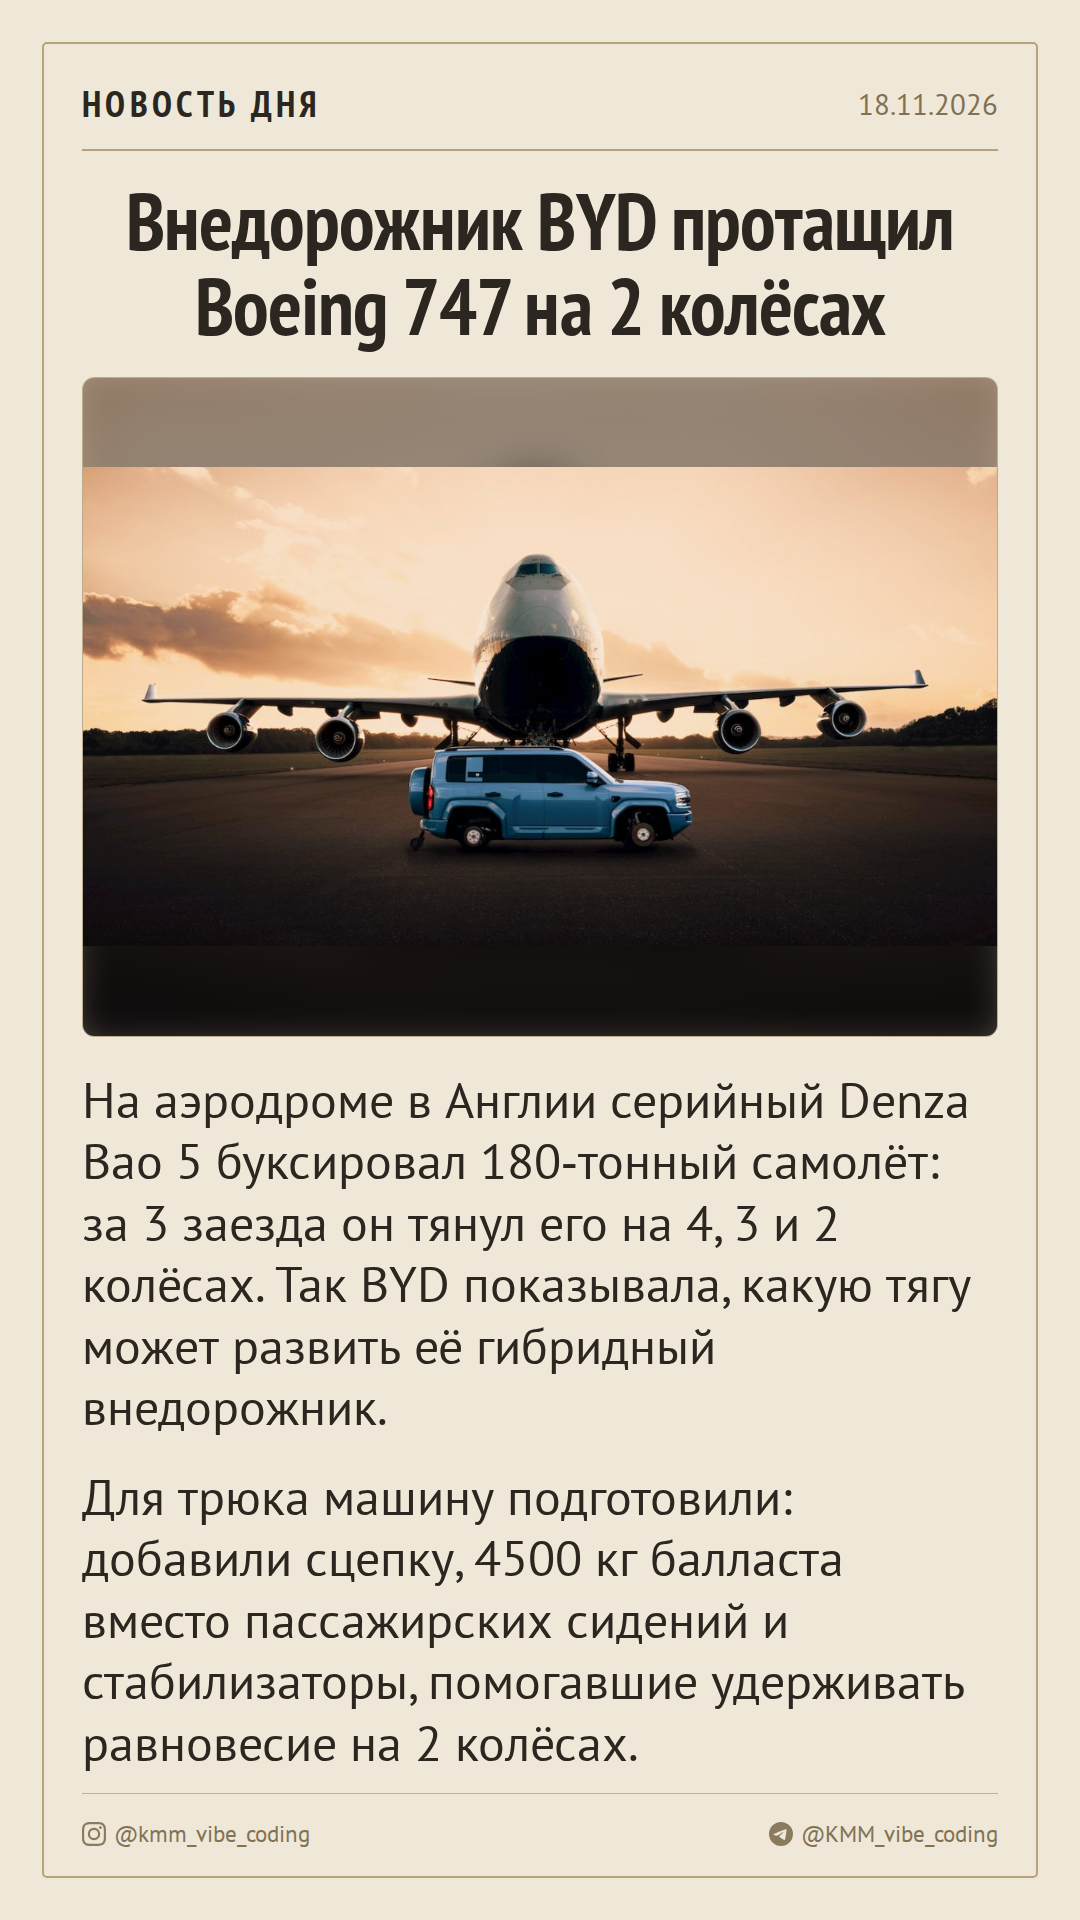 НОВОСТЬ ДНЯ
18.11.2026
Внедорожник BYD протащил
Boeing 747 на 2 колёсах
На аэродроме в Англии серийный Denza
Bao 5 буксировал 180-тонный самолёт:
за 3 заезда он тянул его на 4, 3 и 2
колёсах. Так BYD показывала, какую тягу
может развить её гибридный
внедорожник.
Для трюка машину подготовили:
добавили сцепку, 4500 кг балласта
вместо пассажирских сидений и
стабилизаторы, помогавшие удерживать
равновесие на 2 колёсах.
@kmm_vibe_coding
@KMM_vibe_coding